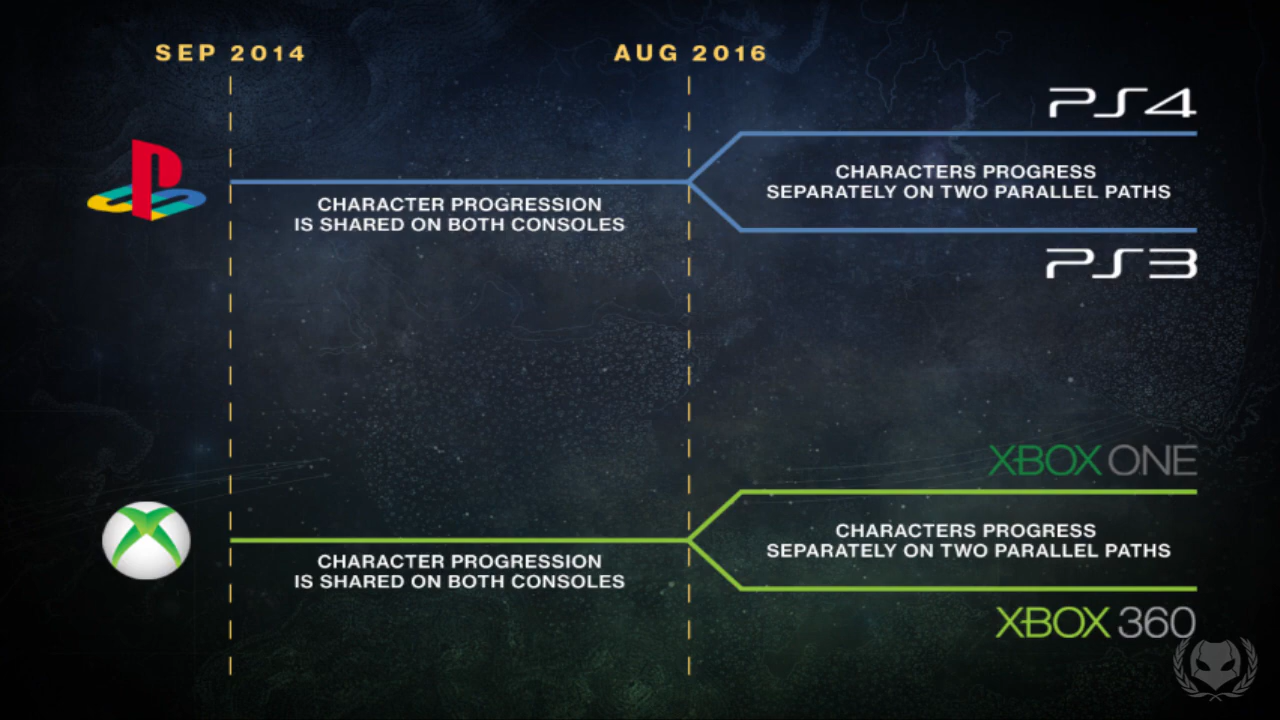 SEP 2014
AUG 2016
PS4
CHARACTERS PROGRESS
SEPARATELY ON TWO PARALLEL PATHS
CHARACTER PROGRESSION
IS SHARED ON BOTH CONSOLES
PS3
XBOX ONE
CHARACTERS PROGRESS
SEPARATELY ON TWO PARALLEL PATHS
CHARACTER PROGRESSION
IS SHARED ON BOTH CONSOLES
XBOX 360